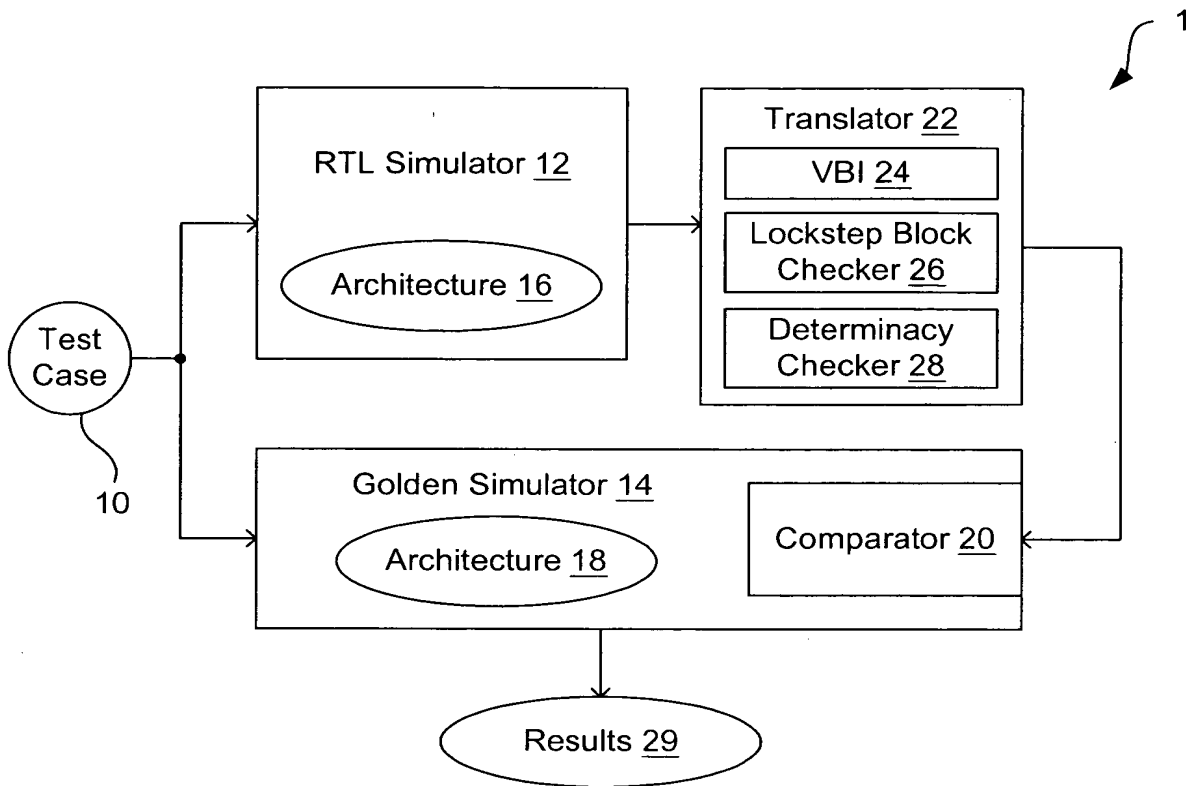 1
Translator 22
VBI 24
Lockstep Block
Checker 26
Determinacy
Checker 28
RTL Simulator 12
Architecture 16
Test
Case
10
Golden Simulator 14
Architecture 18
Comparator 20
Results 29